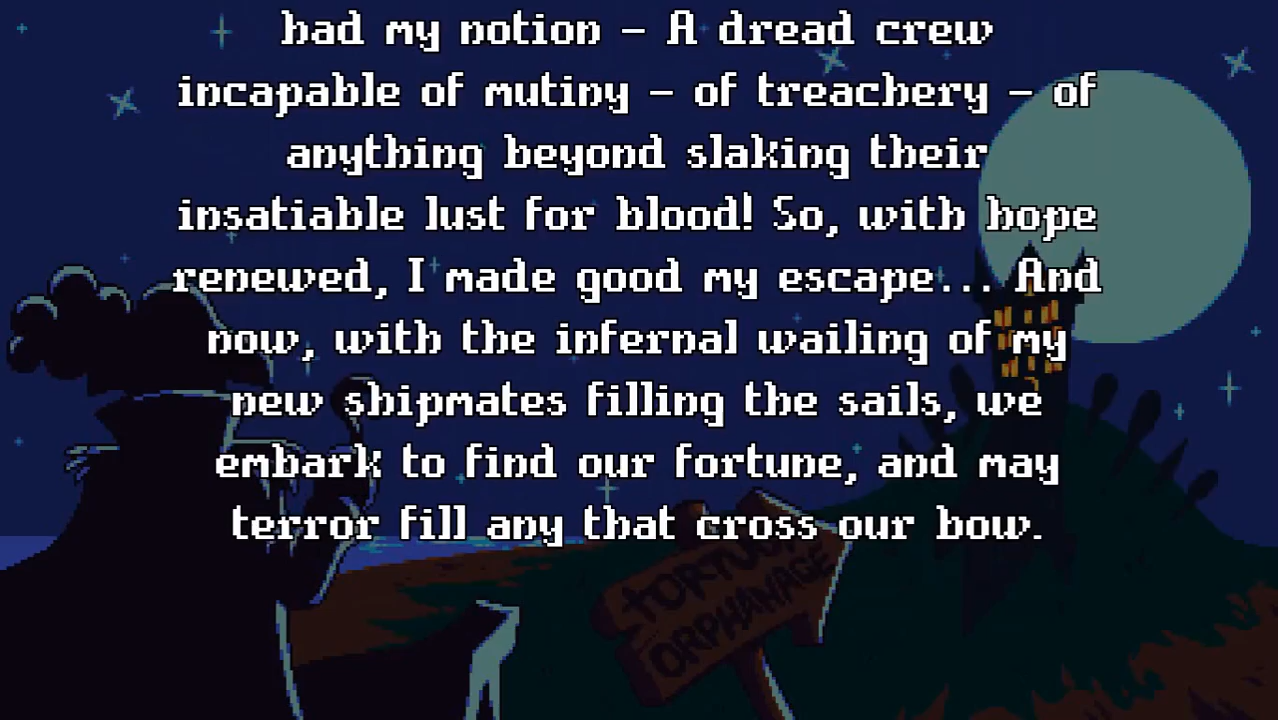 had my notion - A dread crew
incapable of mutiny - of treachery - of
anything beyond slaking their
insatiable lust for blood! So, with hope
renewed, I made good my escape... And
now, with the infernal wailing of my
new shipmates filling the sails, we
embark to find our fortune, and may
terror fill any that cross our bow.
TORTUGA
ORPHANAGE